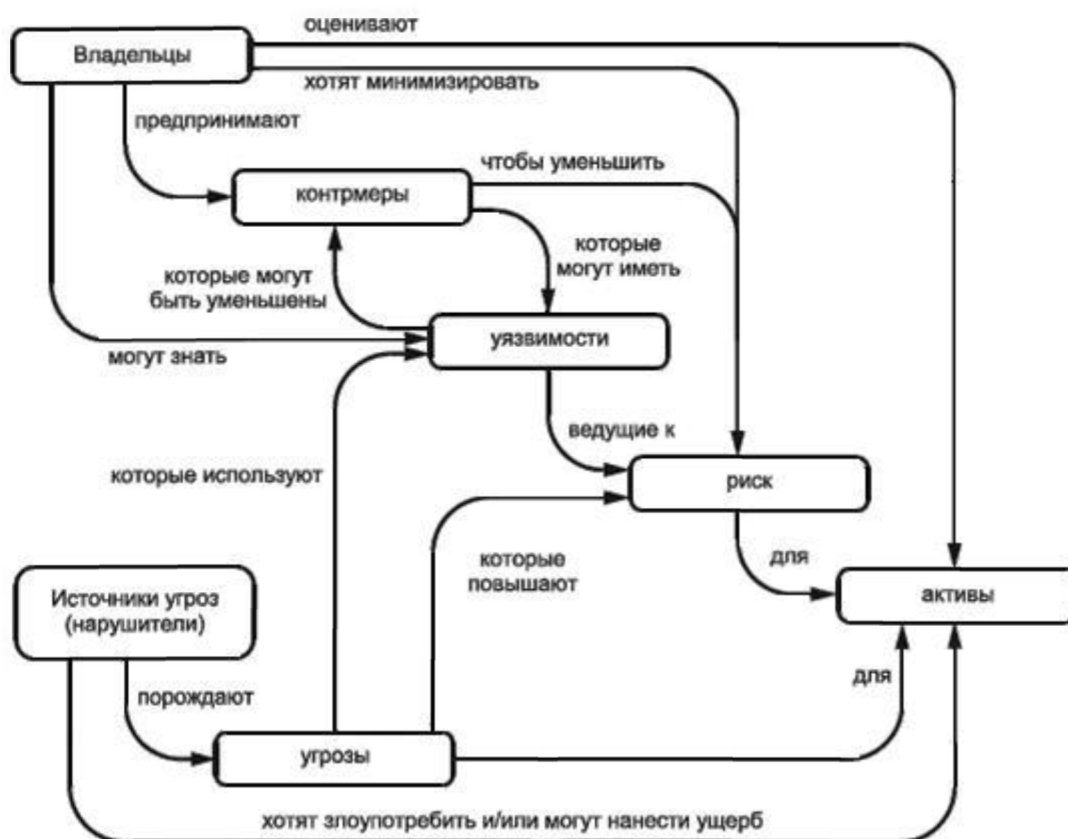 оценивают
Владельцы
хотят минимизировать
предпринимают
чтобы уменьшить
контрмеры
которые
могут иметь
которые могут
быть уменьшены
уязвимости
могут знать
ведущие к
которые используют
риск
которые
повышают
для
Источники угроз
(нарушители)
активы
для
порождают
угрозы
хотят злоупотребить и/или могут нанести ущерб